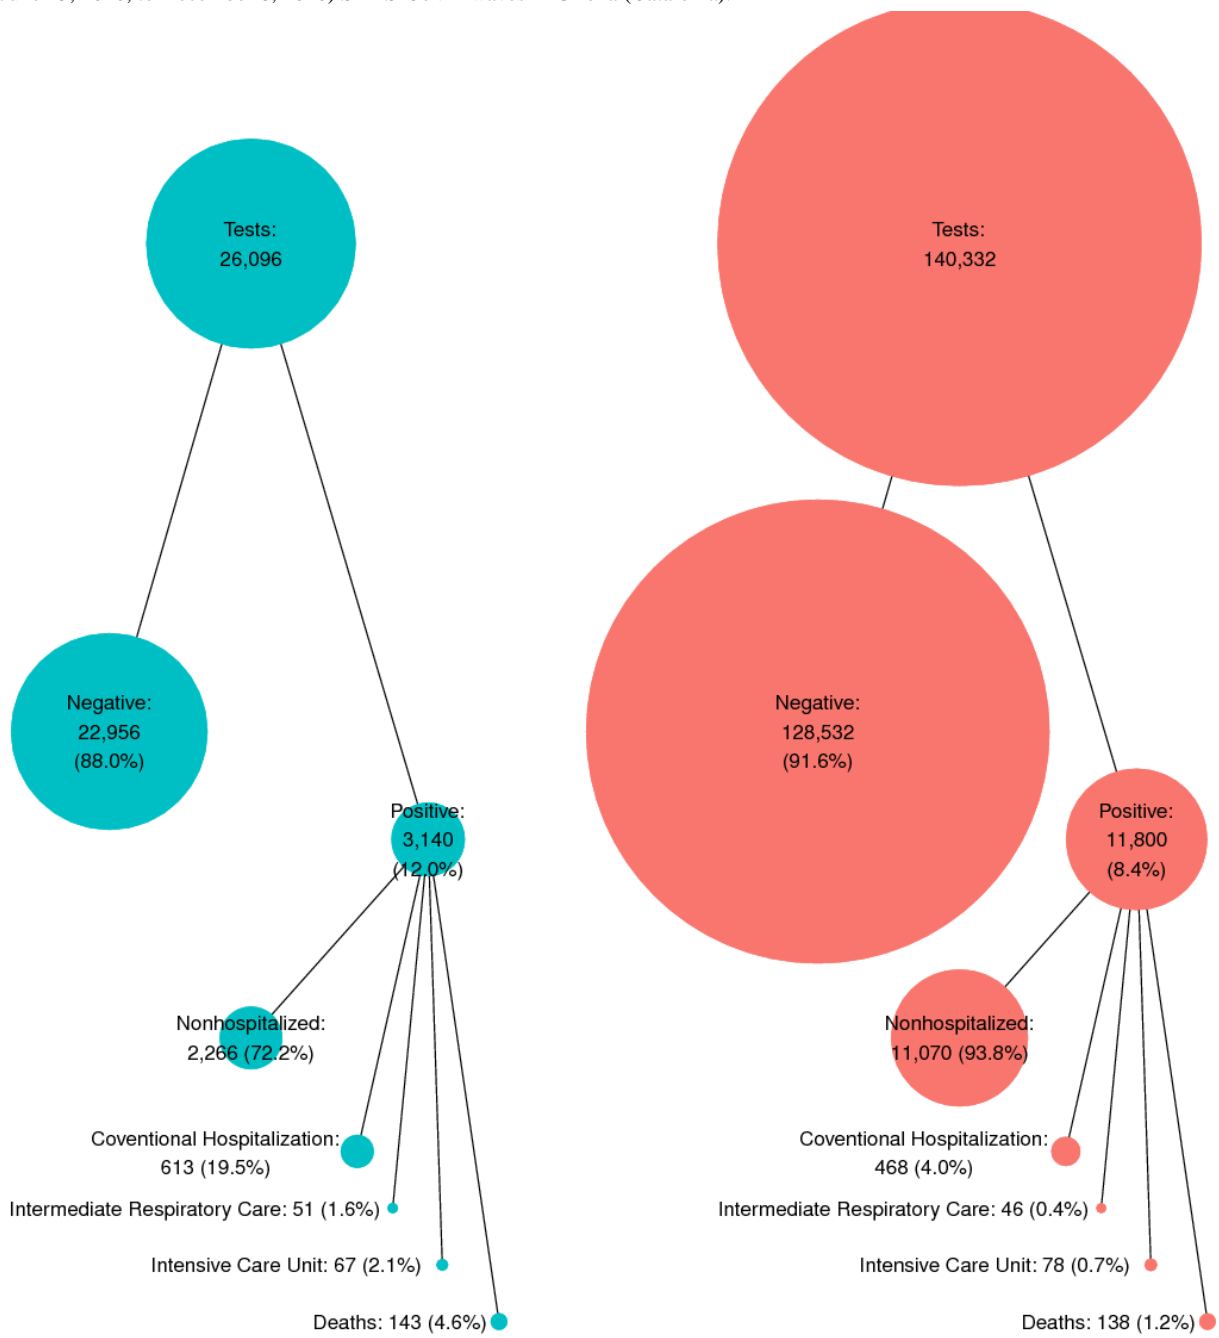 Tests:
26,096
Negative:
22,956
(88.0%)
Positive:
3,140
(12.0%)
Nonhospitalized:
2,266 (72.2%)
Coventional Hospitalization:
613 (19.5%)
Intermediate Respiratory Care: 51 (1.6%)
Intensive Care Unit: 67 (2.1%)
Deaths: 143 (4.6%)
Tests:
140,332
Negative:
128,532
(91.6%)
Positive:
11,800
(8.4%)
Nonhospitalized:
11,070 (93.8%)
Coventional Hospitalization:
468 (4.0%)
Intermediate Respiratory Care: 46 (0.4%)
Intensive Care Unit: 78 (0.7%)
Deaths: 138 (1.2%)